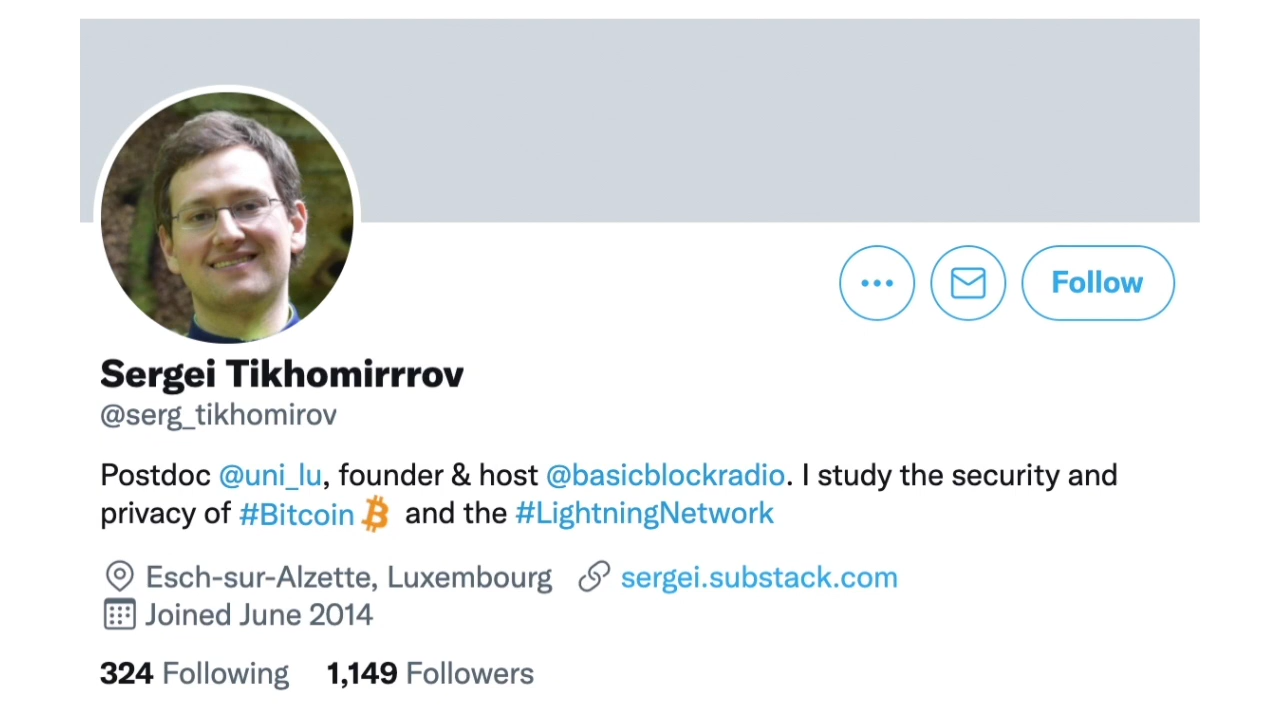 Follow
Sergei Tikhomirrrov
@serg_tikhomirov
Postdoc @uni_lu, founder & host @basicblockradio. I study the security and
privacy of #Bitcoin and the #LightningNetwork
Esch-sur-Alzette, Luxembourg sergei.substack.com
Joined June 2014
324 Following 1,149 Followers